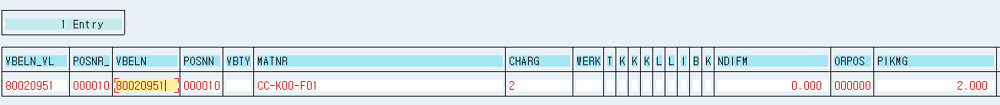 1 Entry
VBELN_VL POSNR_ VBELN POSNN VBTY MATNR CHARG WERK T K K K L L I B K NDIFM ORPOS PIKMG
80020951 000010 80020951 000010 CC-K00-F01 2 0.000 000000 2.000